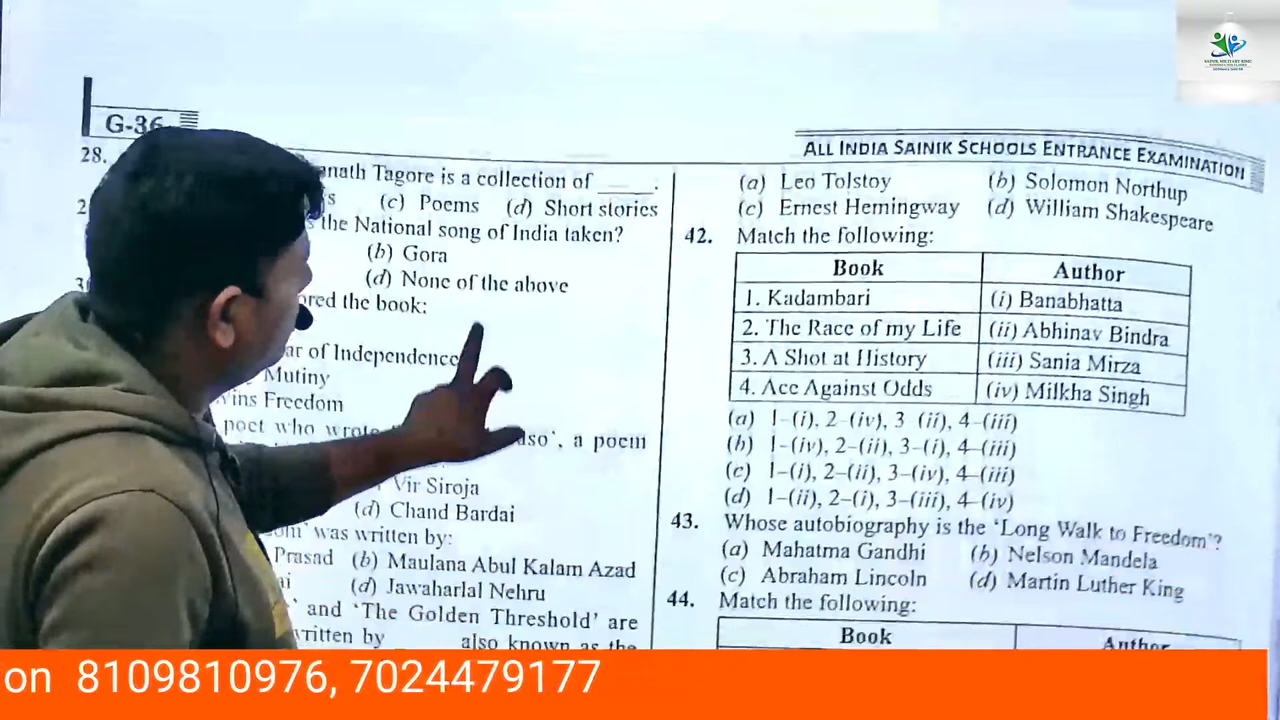 G-36
ALL INDIA SAINIK SCHOOLS ENTRANCE EXAMINATION
28.
anath Tagore is a collection of ____.
(c) Poems (d) Short stories
the National song of India taken?
(b) Gora
(d) None of the above
ored the book:
ar of Independence
Mutiny
ins Freedom
poet who wrote aso', a poem
Vir Siroja
(d) Chand Bardai
was written by:
Prasad (b) Maulana Abul Kalam Azad
ai (d) Jawaharlal Nehru
' and 'The Golden Threshold' are
ritten by ____ also known as the
(a) Leo Tolstoy (b) Solomon Northup
(c) Ernest Hemingway (d) William Shakespeare
42. Match the following:
Book Author
1. Kadambari (i) Banabhatta
2. The Race of my Life (ii) Abhinav Bindra
3. A Shot at History (iii) Sania Mirza
4. Ace Against Odds (iv) Milkha Singh
(a) 1-(i), 2-(iv), 3 (ii), 4-(iii)
(b) 1-(iv), 2-(ii), 3-(i), 4-(iii)
(c) 1-(i), 2-(ii), 3-(iv), 4-(iii)
(d) 1-(ii), 2-(i), 3-(iii), 4-(iv)
43. Whose autobiography is the 'Long Walk to Freedom'?
(a) Mahatma Gandhi (b) Nelson Mandela
(c) Abraham Lincoln (d) Martin Luther King
44. Match the following:
Book Author
on 8109810976, 7024479177